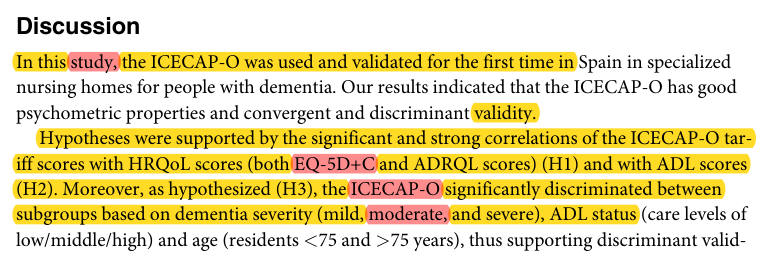 Discussion
In this study, the ICECAP-O was used and validated for the first time in Spain in specialized
nursing homes for people with dementia. Our results indicated that the ICECAP-O has good
psychometric properties and convergent and discriminant validity.
Hypotheses were supported by the significant and strong correlations of the ICECAP-O tar-
iff scores with HRQoL scores (both EQ-5D+C and ADRQL scores) (H1) and with ADL scores
(H2). Moreover, as hypothesized (H3), the ICECAP-O significantly discriminated between
subgroups based on dementia severity (mild, moderate, and severe), ADL status (care levels of
low/middle/high) and age (residents <75 and >75 years), thus supporting discriminant valid-